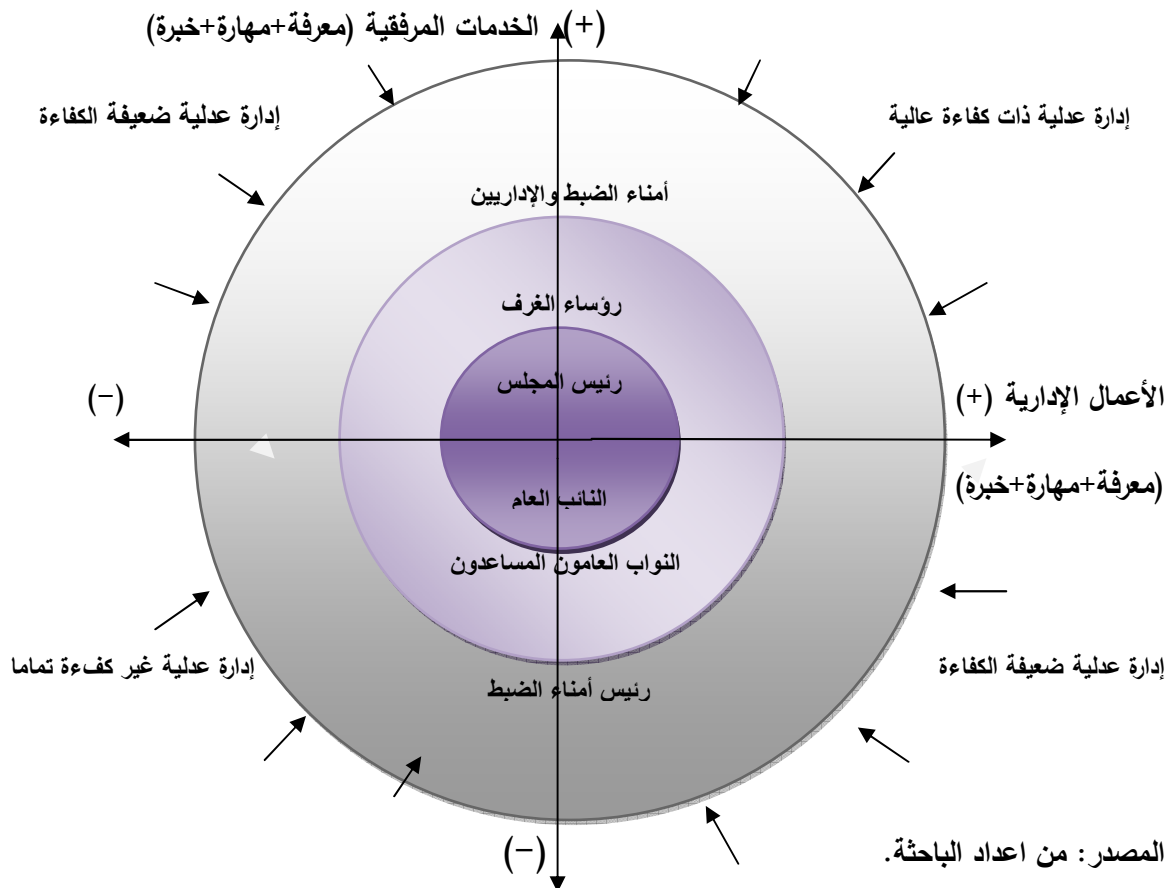 (+) الخدمات المرفقية (معرفة+مهارة+خبرة)
إدارة عدلية ذات كفاءة عالية
إدارة عدلية ضعيفة الكفاءة
أمناء الضبط والإداريين
رؤساء الغرف
رئيس المجلس
الأعمال الإدارية (+)
(-)
(معرفة+مهارة+خبرة)
النائب العام
النواب العامون المساعدون
إدارة عدلية ضعيفة الكفاءة
إدارة عدلية غير كفءة تماما
رئيس أمناء الضبط
(-)
المصدر: من اعداد الباحثة.